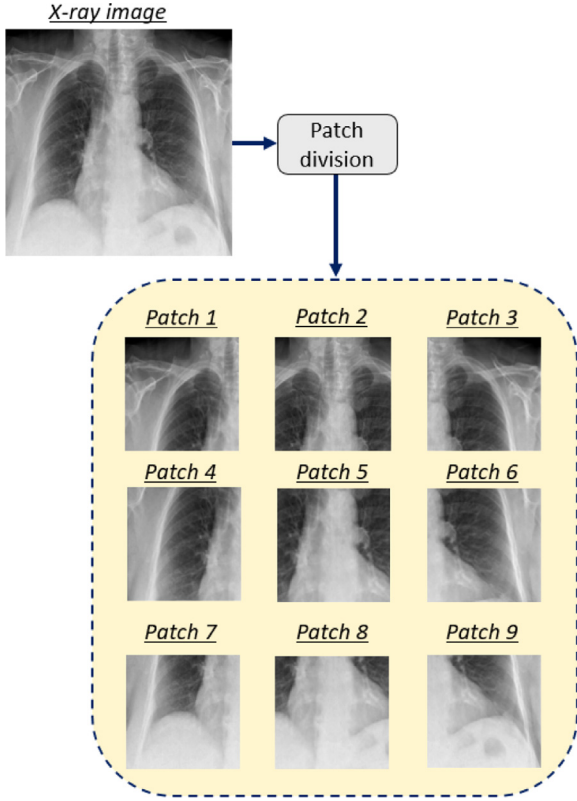 X-ray image
Patch
division
Patch 1
Patch 2
Patch 3
Patch 4
Patch 5
Patch 6
Patch 7
Patch 8
Patch 9